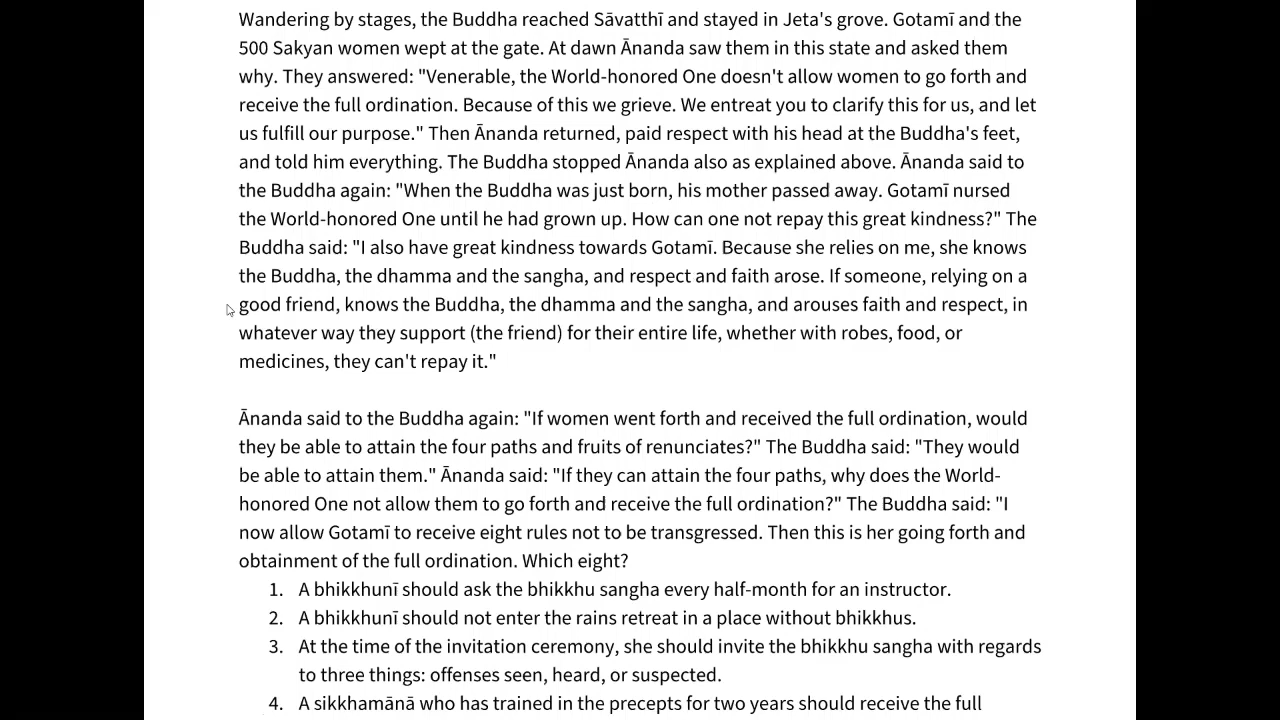 Wandering by stages, the Buddha reached Sāvatthī and stayed in Jeta's grove. Gotamī and the
500 Sakyan women wept at the gate. At dawn Ānanda saw them in this state and asked them
why. They answered: "Venerable, the World-honored One doesn't allow women to go forth and
receive the full ordination. Because of this we grieve. We entreat you to clarify this for us, and let
us fulfill our purpose." Then Ānanda returned, paid respect with his head at the Buddha's feet,
and told him everything. The Buddha stopped Ānanda also as explained above. Ānanda said to
the Buddha again: "When the Buddha was just born, his mother passed away. Gotamī nursed
the World-honored One until he had grown up. How can one not repay this great kindness?" The
Buddha said: "I also have great kindness towards Gotamī. Because she relies on me, she knows
the Buddha, the dhamma and the sangha, and respect and faith arose. If someone, relying on a
good friend, knows the Buddha, the dhamma and the sangha, and arouses faith and respect, in
whatever way they support (the friend) for their entire life, whether with robes, food, or
medicines, they can't repay it."
Ānanda said to the Buddha again: "If women went forth and received the full ordination, would
they be able to attain the four paths and fruits of renunciates?" The Buddha said: "They would
be able to attain them." Ānanda said: "If they can attain the four paths, why does the World-
honored One not allow them to go forth and receive the full ordination?" The Buddha said: "I
now allow Gotamī to receive eight rules not to be transgressed. Then this is her going forth and
obtainment of the full ordination. Which eight?
1. A bhikkhunī should ask the bhikkhu sangha every half-month for an instructor.
2. A bhikkhunī should not enter the rains retreat in a place without bhikkhus.
3. At the time of the invitation ceremony, she should invite the bhikkhu sangha with regards
to three things: offenses seen, heard, or suspected.
4. A sikkhamānā who has trained in the precepts for two years should receive the full